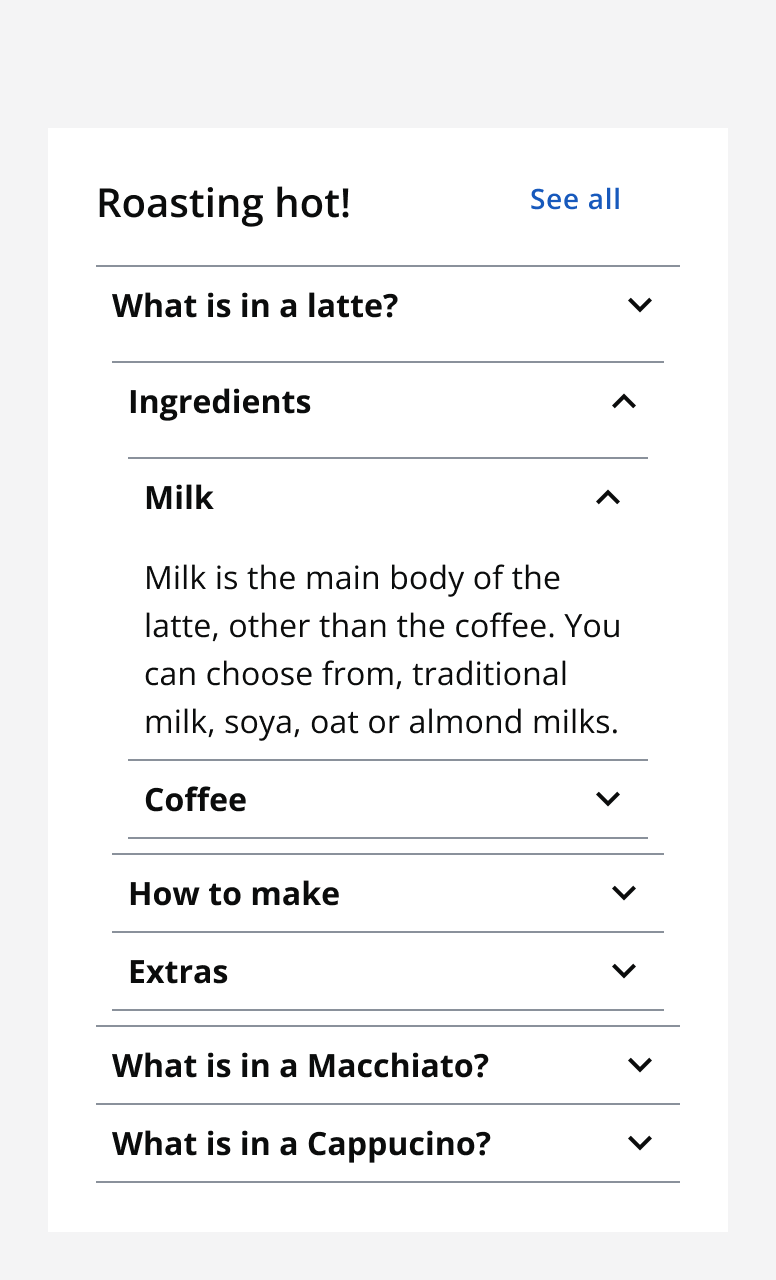 Roasting hot!
See all
What is in a latte?
Ingredients
Milk
Milk is the main body of the
latte, other than the coffee. You
can choose from, traditional
milk, soya, oat or almond milks.
Coffee
How to make
Extras
What is in a Macchiato?
What is in a Cappucino?